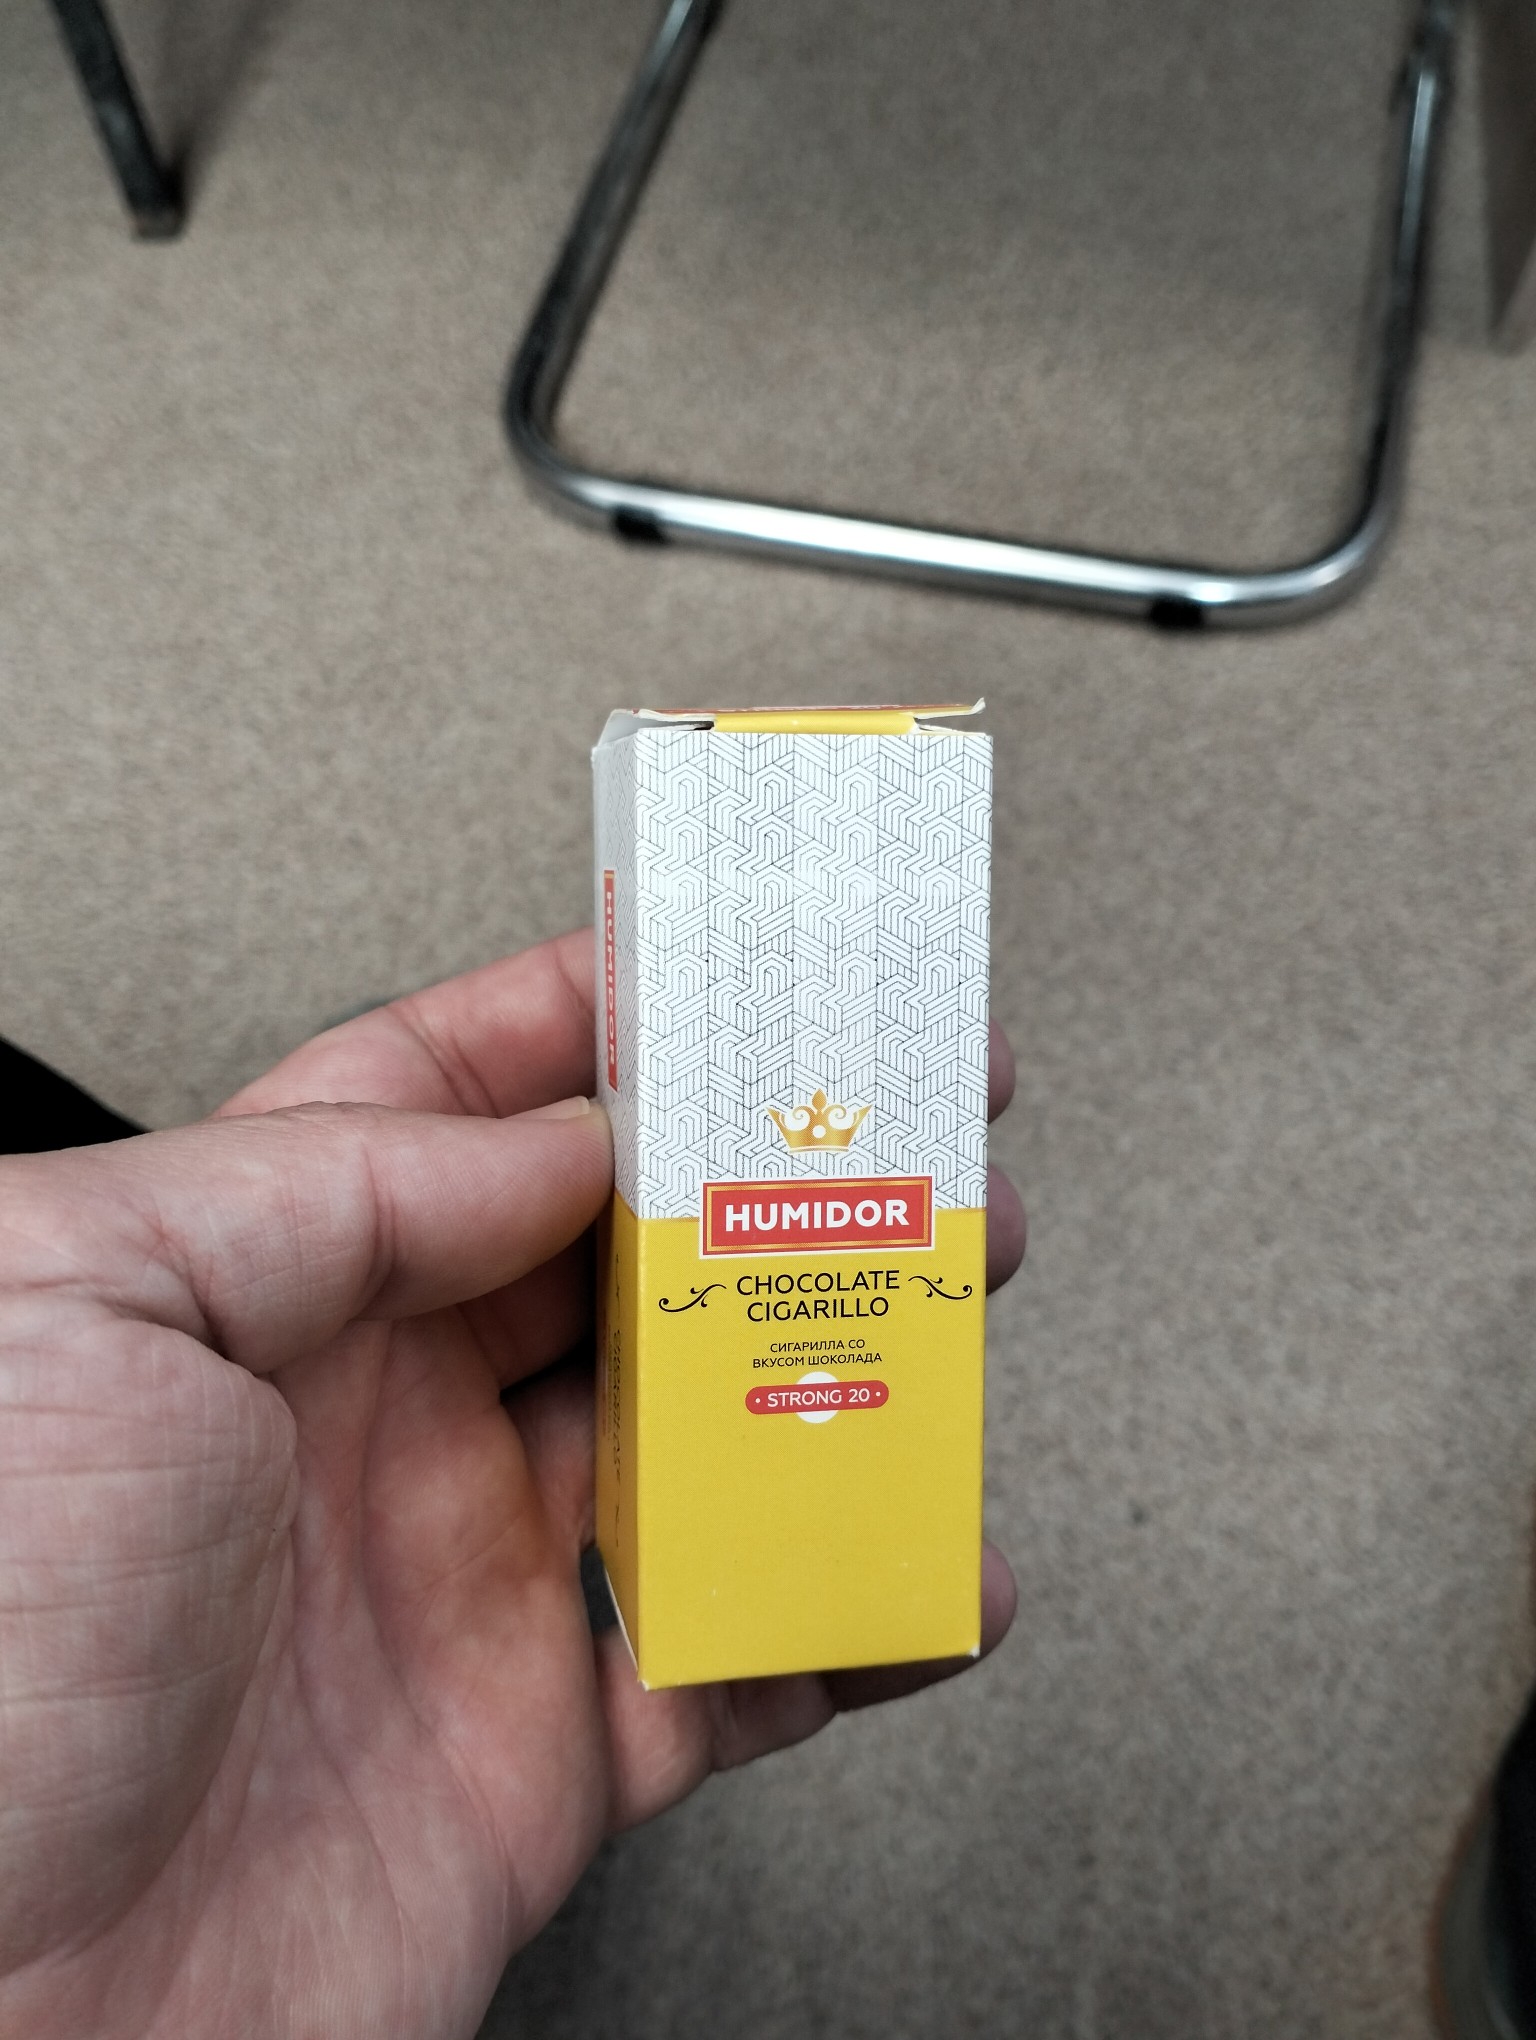 HUMIDOR
HUMIDOR
CHOCOLATE
CIGARILLO
СИГАРИЛЛА СО
ВКУСОМ ШОКОЛАДА
• STRONG 20 •